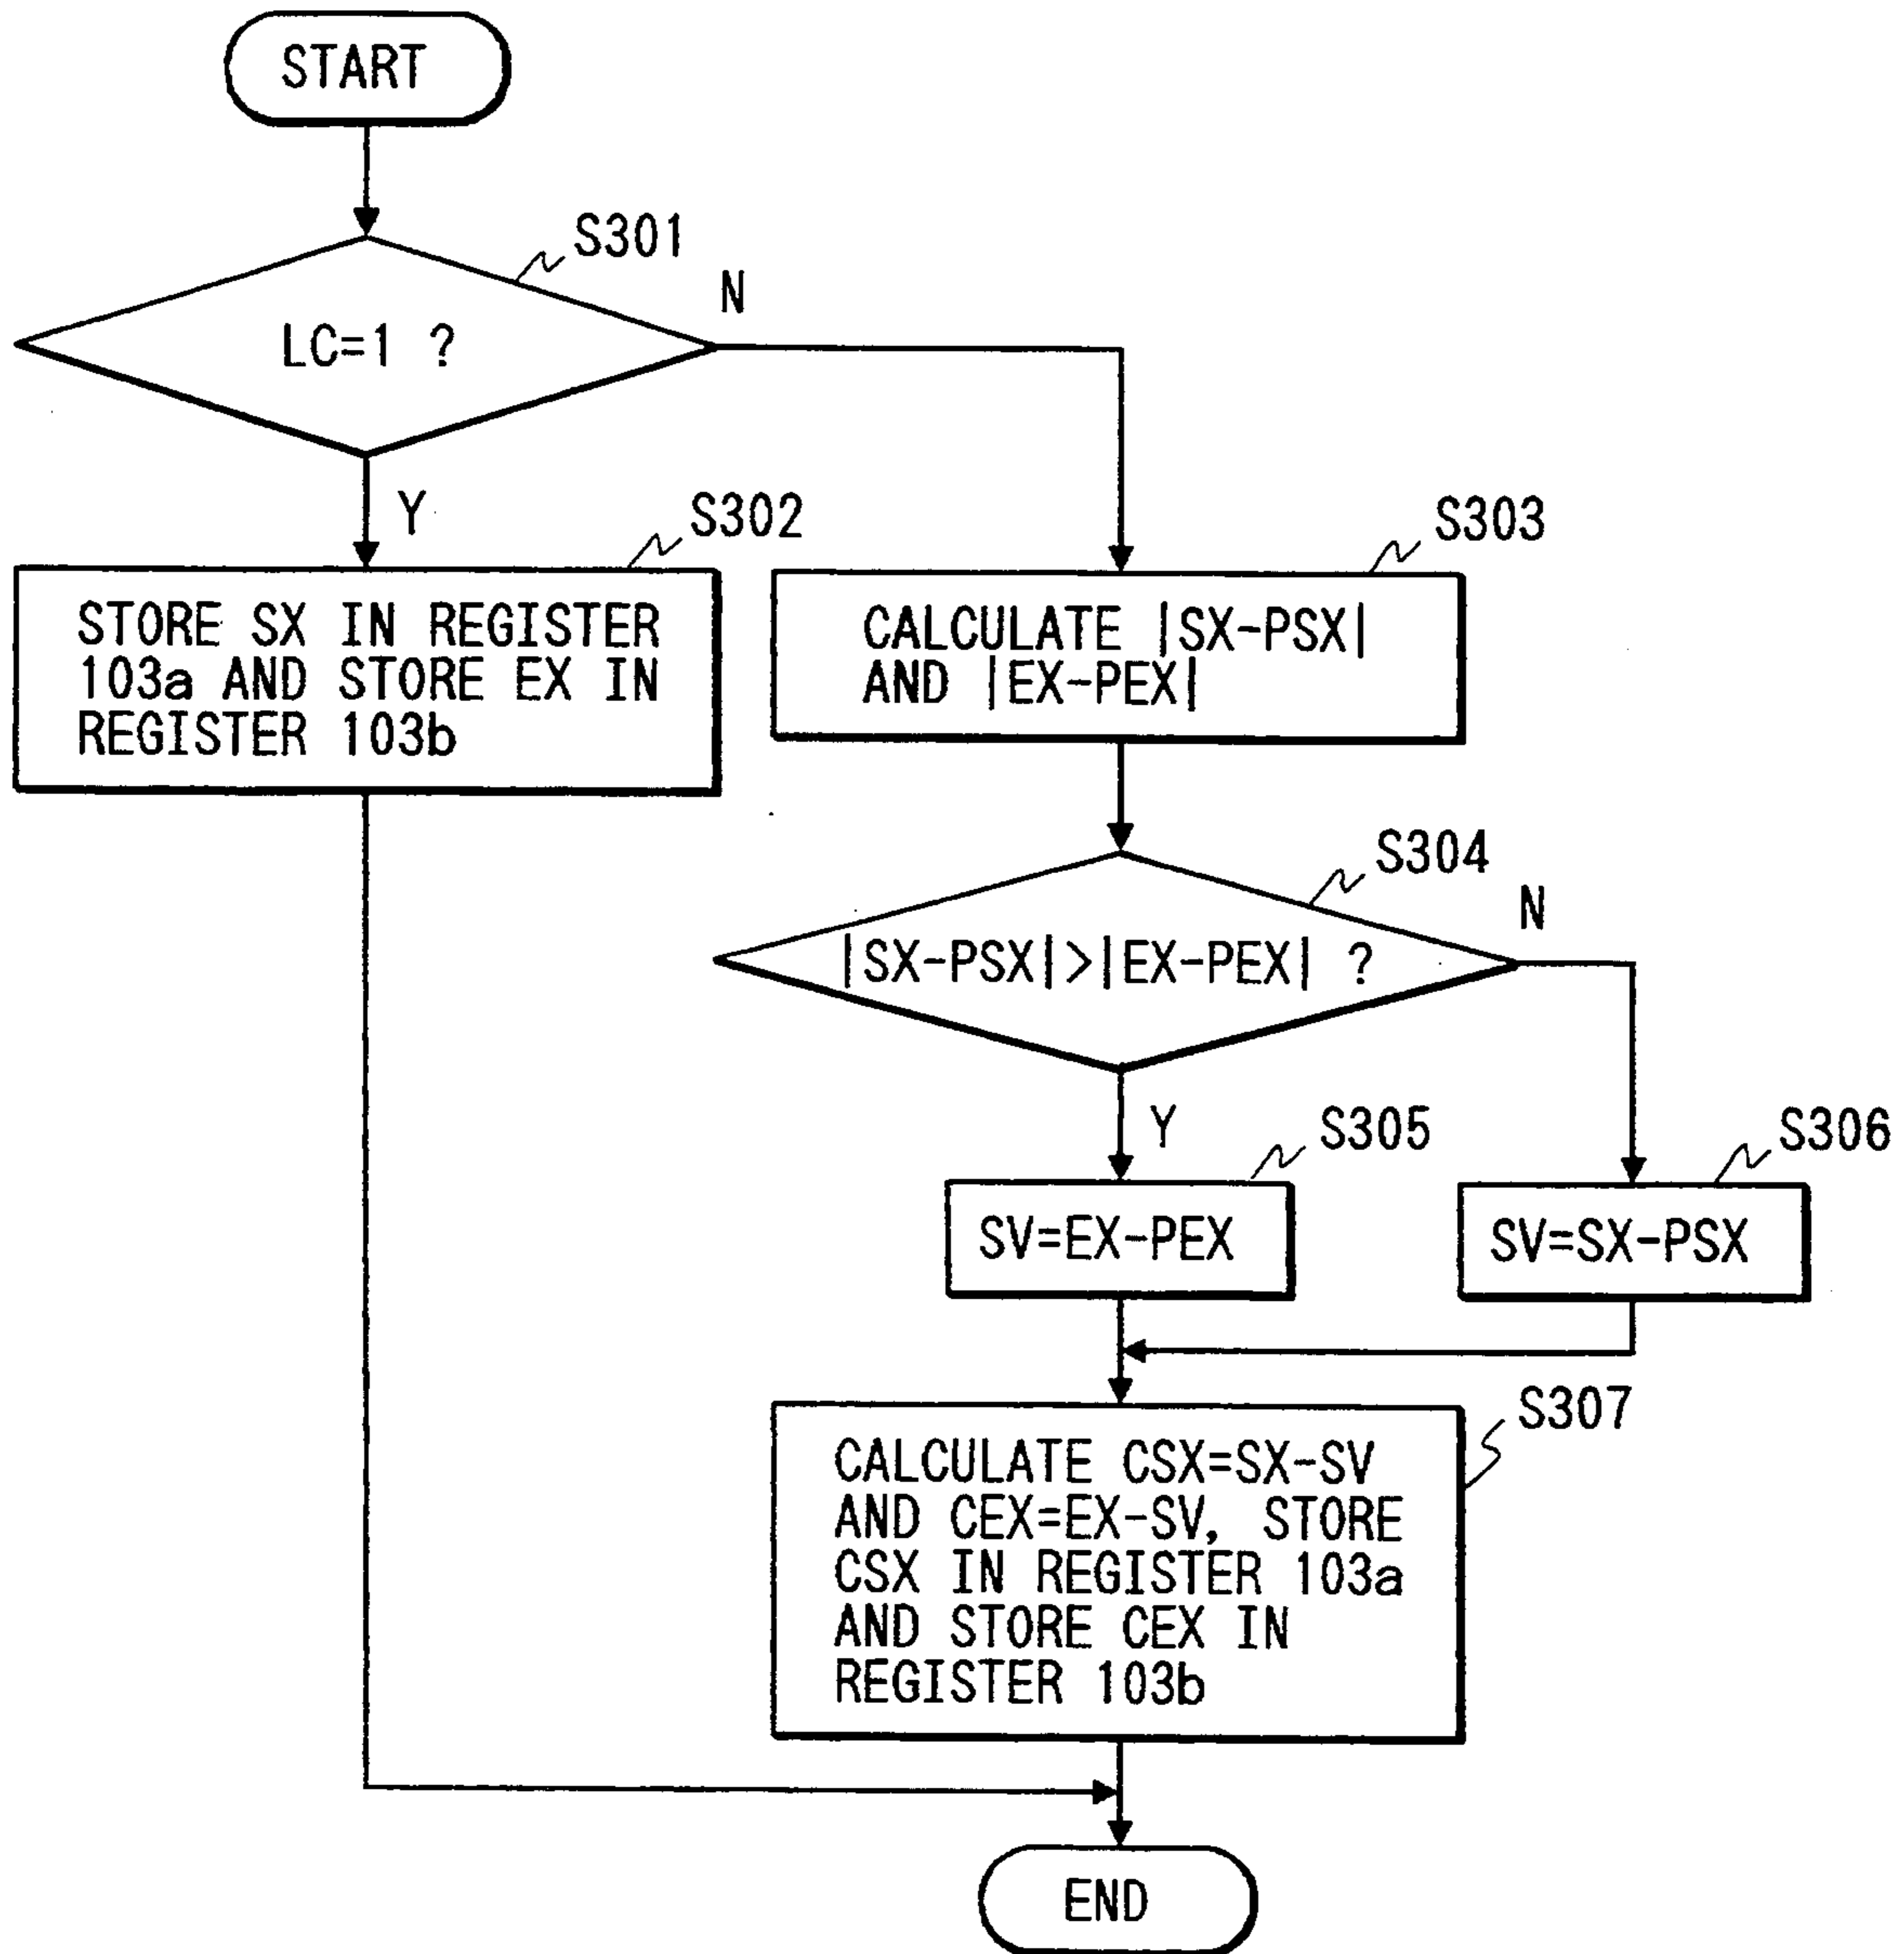 START
S301
LC=1 ?
N
Y
S302
STORE SX IN REGISTER
103a AND STORE EX IN
REGISTER 103b
S303
CALCULATE |SX-PSX|
AND |EX-PEX|
S304
|SX-PSX|>|EX-PEX| ?
N
Y
S305
SV=EX-PEX
S306
SV=SX-PSX
S307
CALCULATE CSX=SX-SV
AND CEX=EX-SV, STORE
CSX IN REGISTER 103a
AND STORE CEX IN
REGISTER 103b
END